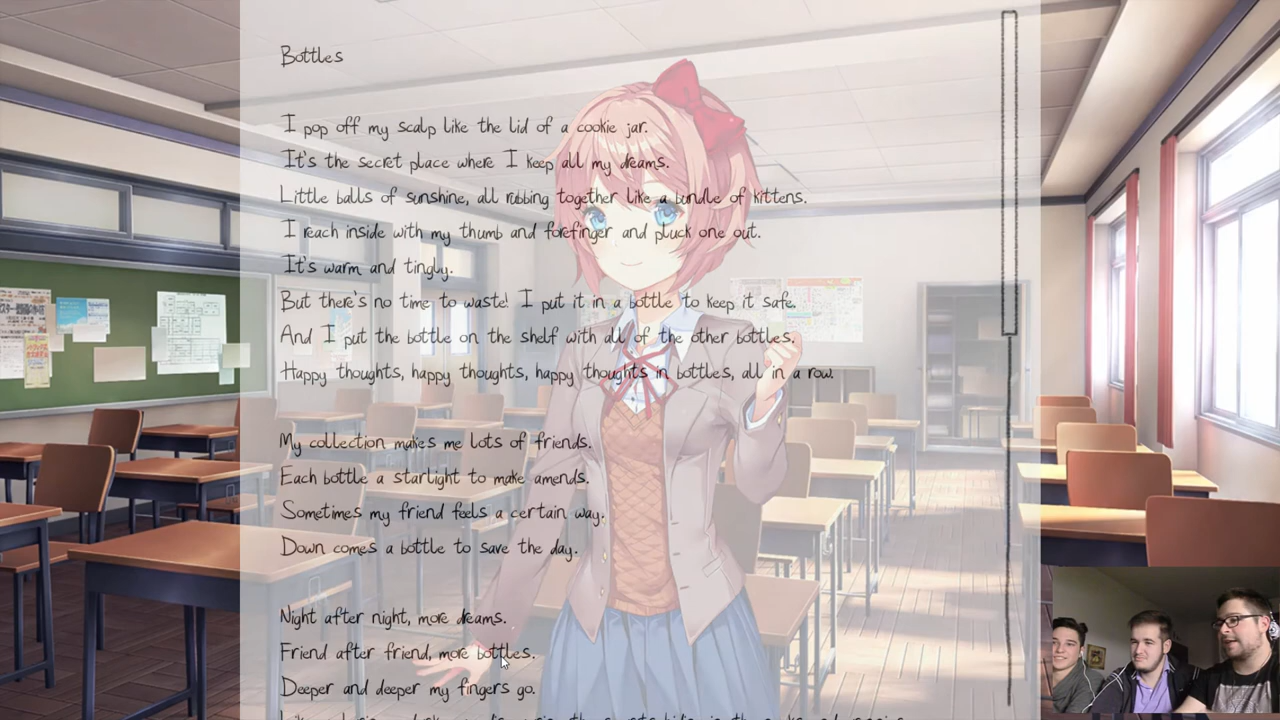 Bottles
I pop off my scalp like the lid of a cookie jar.
It's the secret place where I keep all my dreams.
Little balls of sunshine, all rubbing together like a bundle of kittens.
I reach inside with my thumb and forefinger and pluck one out.
It's warm and tingly.
But there's no time to waste! I put it in a bottle to keep it safe.
And I put the bottle on the shelf with all of the other bottles.
Happy thoughts, happy thoughts, happy thoughts in bottles, all in a row.
My collection makes me lots of friends.
Each bottle a starlight to make amends.
Sometimes my friend feels a certain way.
Down comes a bottle to save the day.
Night after night, more dreams.
Friend after friend, more bottles.
Deeper and deeper my fingers go.